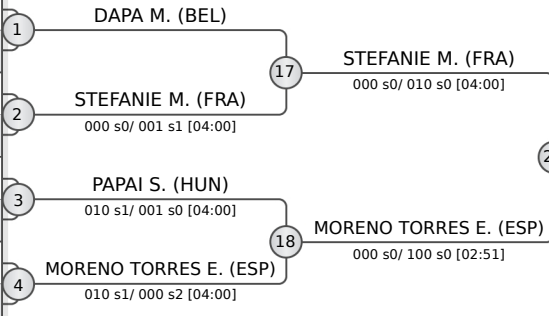 DAPA M. (BEL)
1
17
STEFANIE M. (FRA)
000 s0/ 010 s0 [04:00]
STEFANIE M. (FRA)
2
000 s0/ 001 s1 [04:00]
2
PAPAI S. (HUN)
3
010 s1/ 001 s0 [04:00]
18
MORENO TORRES E. (ESP)
000 s0/ 100 s0 [02:51]
MORENO TORRES E. (ESP)
4
010 s1/ 000 s2 [04:00]